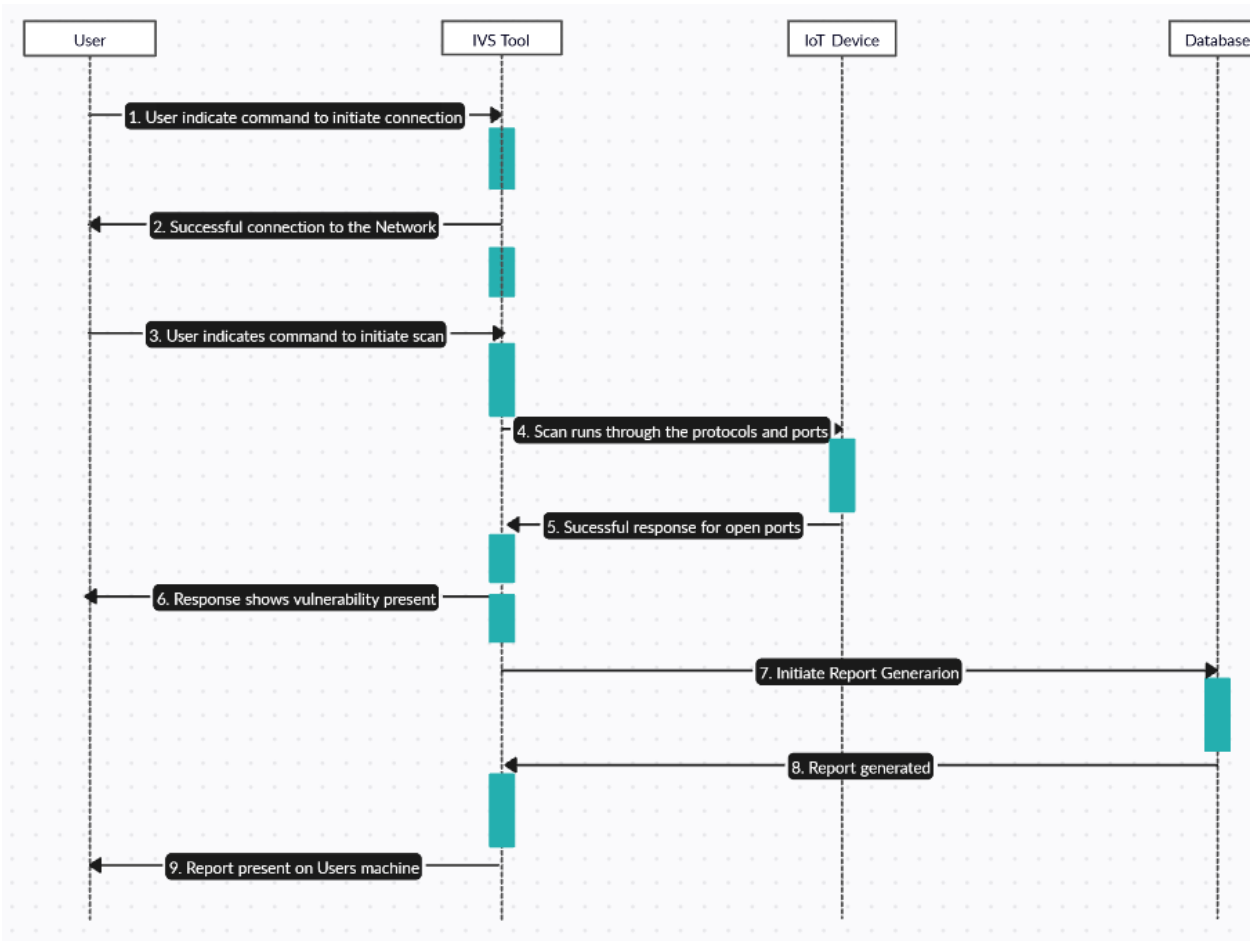 User
IVS Tool
IoT Device
Database
1. User indicate command to initiate connection
2. Successful connection to the Network
3. User indicates command to initiate scan
4. Scan runs through the protocols and ports
5. Sucessful response for open ports
6. Response shows vulnerability present
7. Initiate Report Generarion
8. Report generated
9. Report present on Users machine